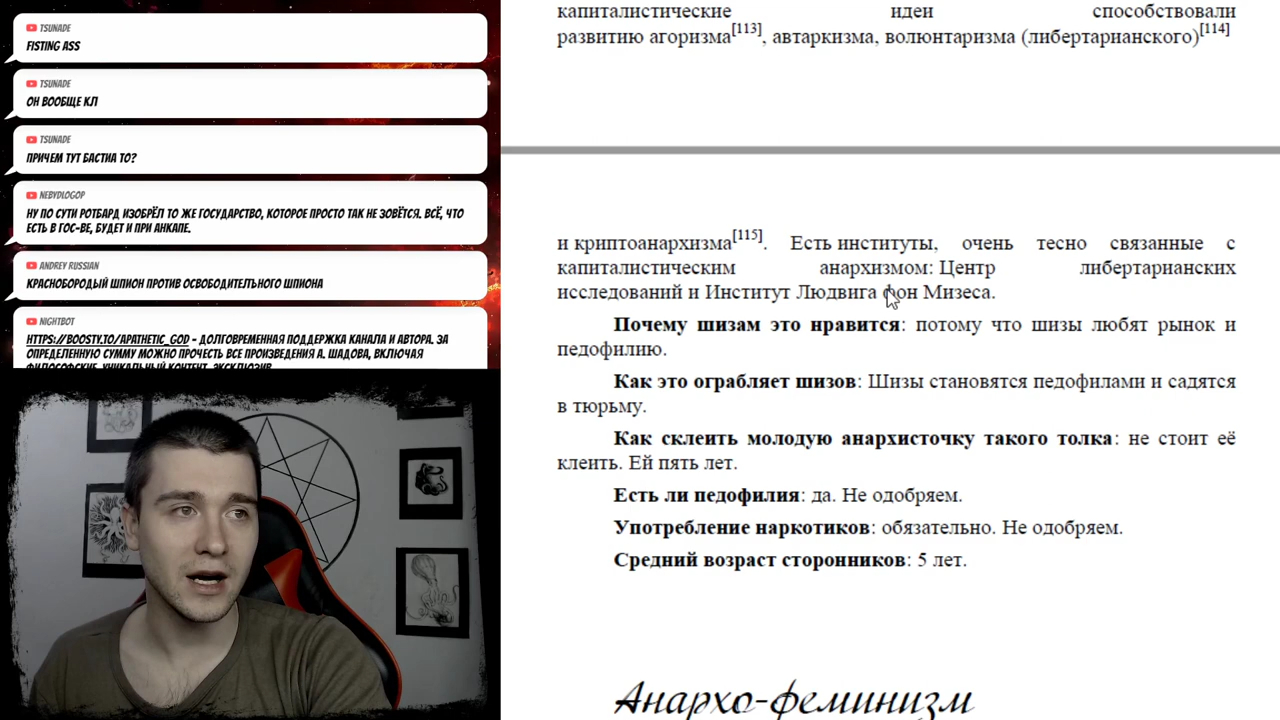 TSUNADE
FISTING ASS
TSUNADE
ОН ВООБЩЕ КЛ
TSUNADE
ПРИЧЕМ ТУТ БАСТИА ТО?
NEBYDLOGOP
НУ ПО СУТИ РОТБАРД ИЗОБРЁЛ ТО ЖЕ ГОСУДАРСТВО, КОТОРОЕ ПРОСТО ТАК НЕ ЗОВЁТСЯ. ВСЁ, ЧТО
ЕСТЬ В ГОС-ВЕ, БУДЕТ И ПРИ АНКАПЕ.
ANDREY RUSSIAN
КРАСНОБОРОДЫЙ ШПИОН ПРОТИВ ОСВОБОДИТЕЛЬНОГО ШПИОНА
NIGHTBOT
HTTPS://BOOSTY.TO/APATHETIC_GOD - ДОЛГОВРЕМЕННАЯ ПОДДЕРЖКА КАНАЛА И АВТОРА. ЗА
ОПРЕДЕЛЕННУЮ СУММУ МОЖНО ПРОЧЕСТЬ ВСЕ ПРОИЗВЕДЕНИЯ А. ШАДОВА, ВКЛЮЧАЯ
ФИЛОСОФСКИЕ. УНИКАЛЬНЫЙ КОНТЕНТ. ЭКСКЛЮЗИВ
капиталистические идеи способствовали
развитию агоризма[113], автаркизма, волюнтаризма (либертарианского)[114]
и криптоанархизма[115]. Есть институты, очень тесно связанные с
капиталистическим анархизмом: Центр либертарианских
исследований и Институт Людвига фон Мизеса.
Почему шизам это нравится: потому что шизы любят рынок и
педофилию.
Как это ограбляет шизов: Шизы становятся педофилами и садятся
в тюрьму.
Как склеить молодую анархисточку такого толка: не стоит её
клеить. Ей пять лет.
Есть ли педофилия: да. Не одобряем.
Употребление наркотиков: обязательно. Не одобряем.
Средний возраст сторонников: 5 лет.
Анархо-феминизм